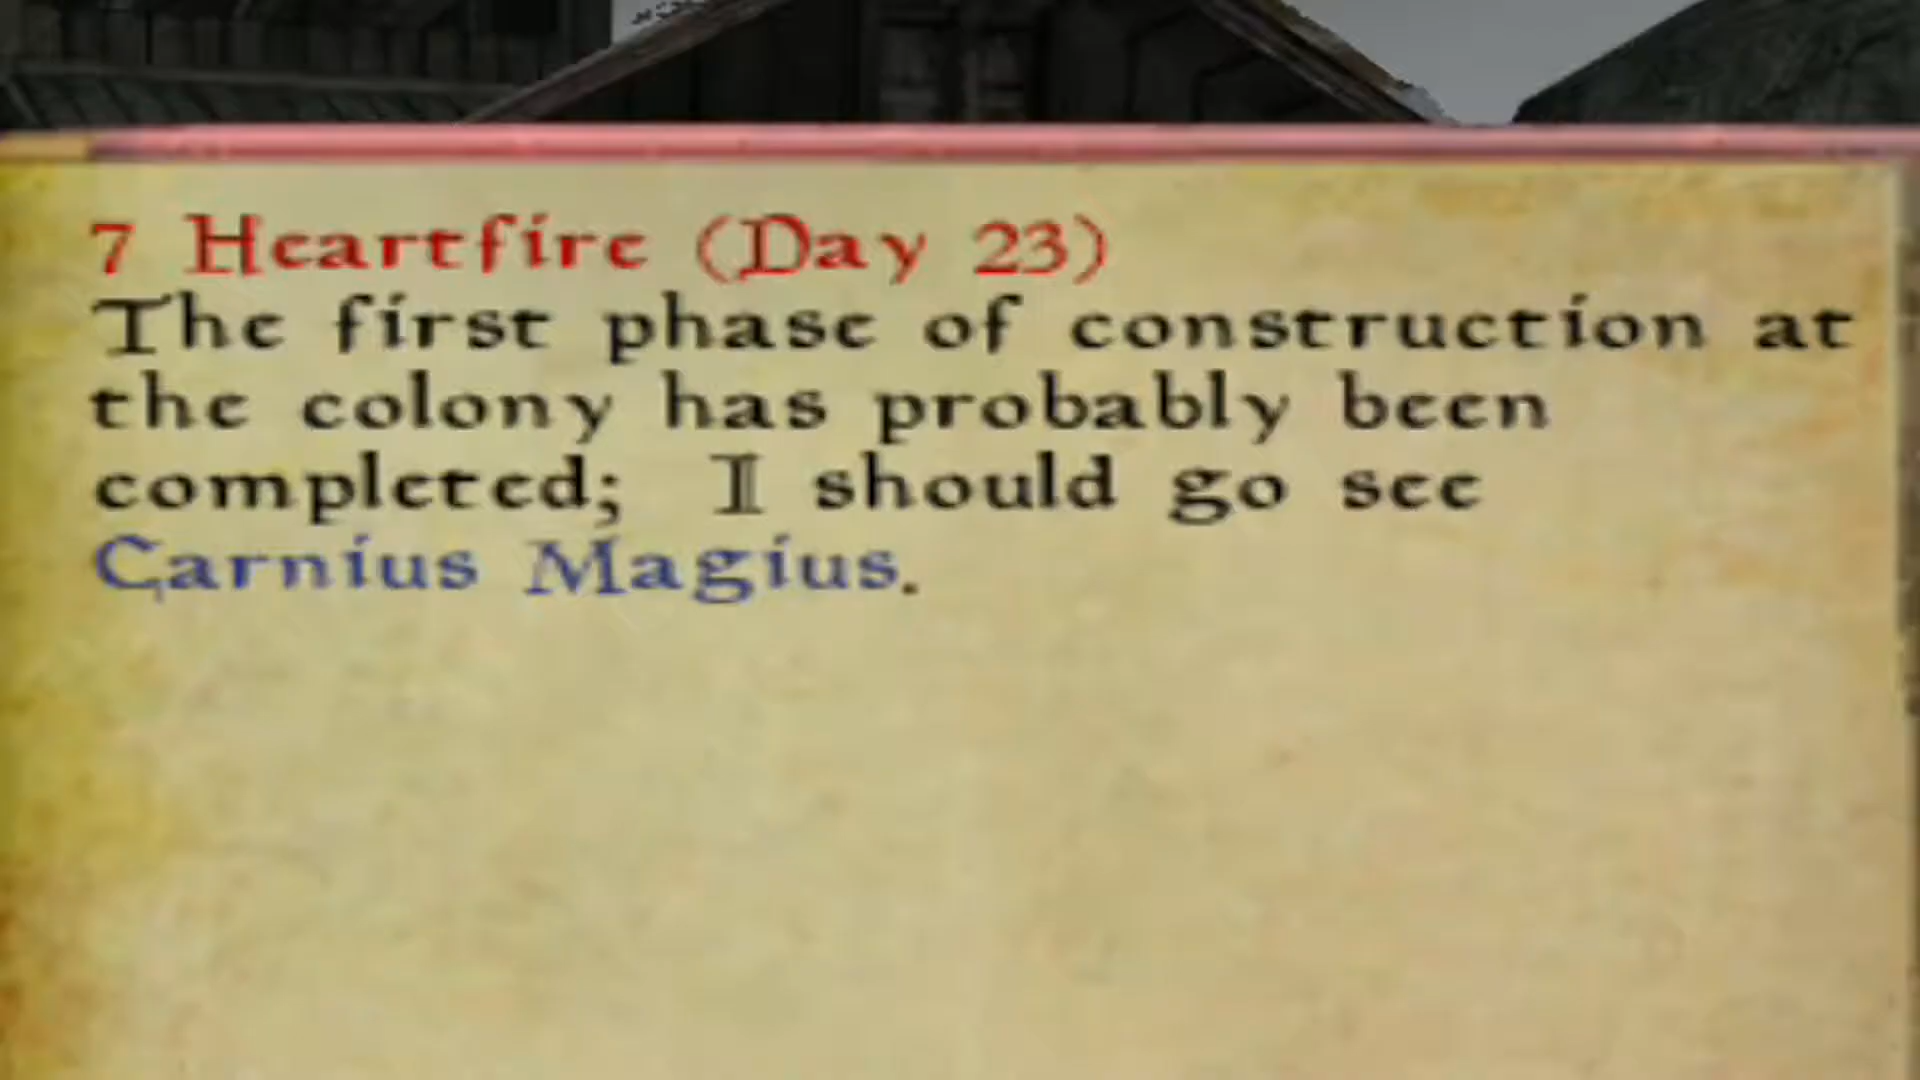 7 Heartfire (Day 23)
The first phase of construction at
the colony has probably been
completed; I should go see
Carnius Magius.